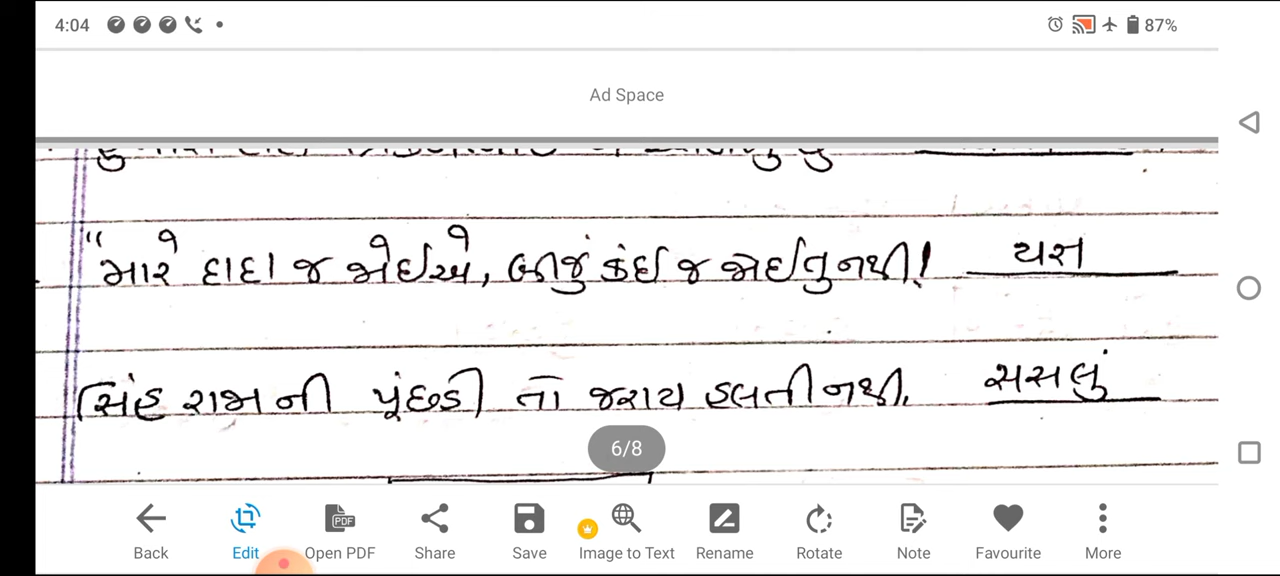 4:04 87%
Ad Space
"મારે દાદા જ જોઈએ, બીજું કંઈ જ જોઈતુ નથી! યશ
સિંહ રાજાની પૂંછડી તો જરાય હલતી નથી. સસલું
6/8
Back Edit Open PDF Share Save Image to Text Rename Rotate Note Favourite More